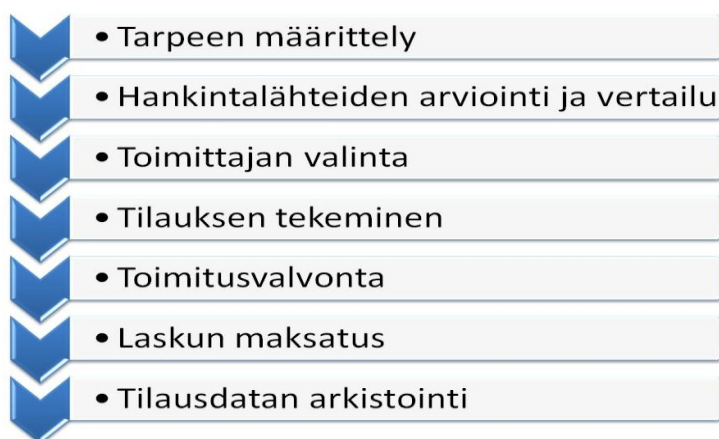 • Tarpeen määrittely
• Hankintalähteiden arviointi ja vertailu
• Toimittajan valinta
• Tilauksen tekeminen
• Toimitusvalvonta
• Laskun maksatus
• Tilausdatan arkistointi